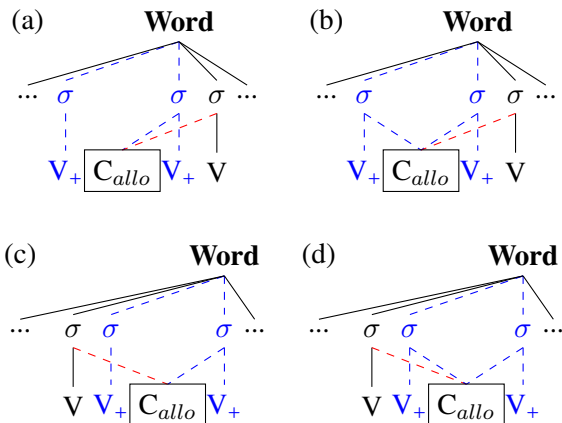 (a) Word (b) Word
... σ σ σ ... ... σ σ σ ...
V+ Callo V+ V V+ Callo V+ V
(c) Word (d) Word
... σ σ σ ... ... σ σ σ ...
V V+ Callo V+ V V+ Callo V+